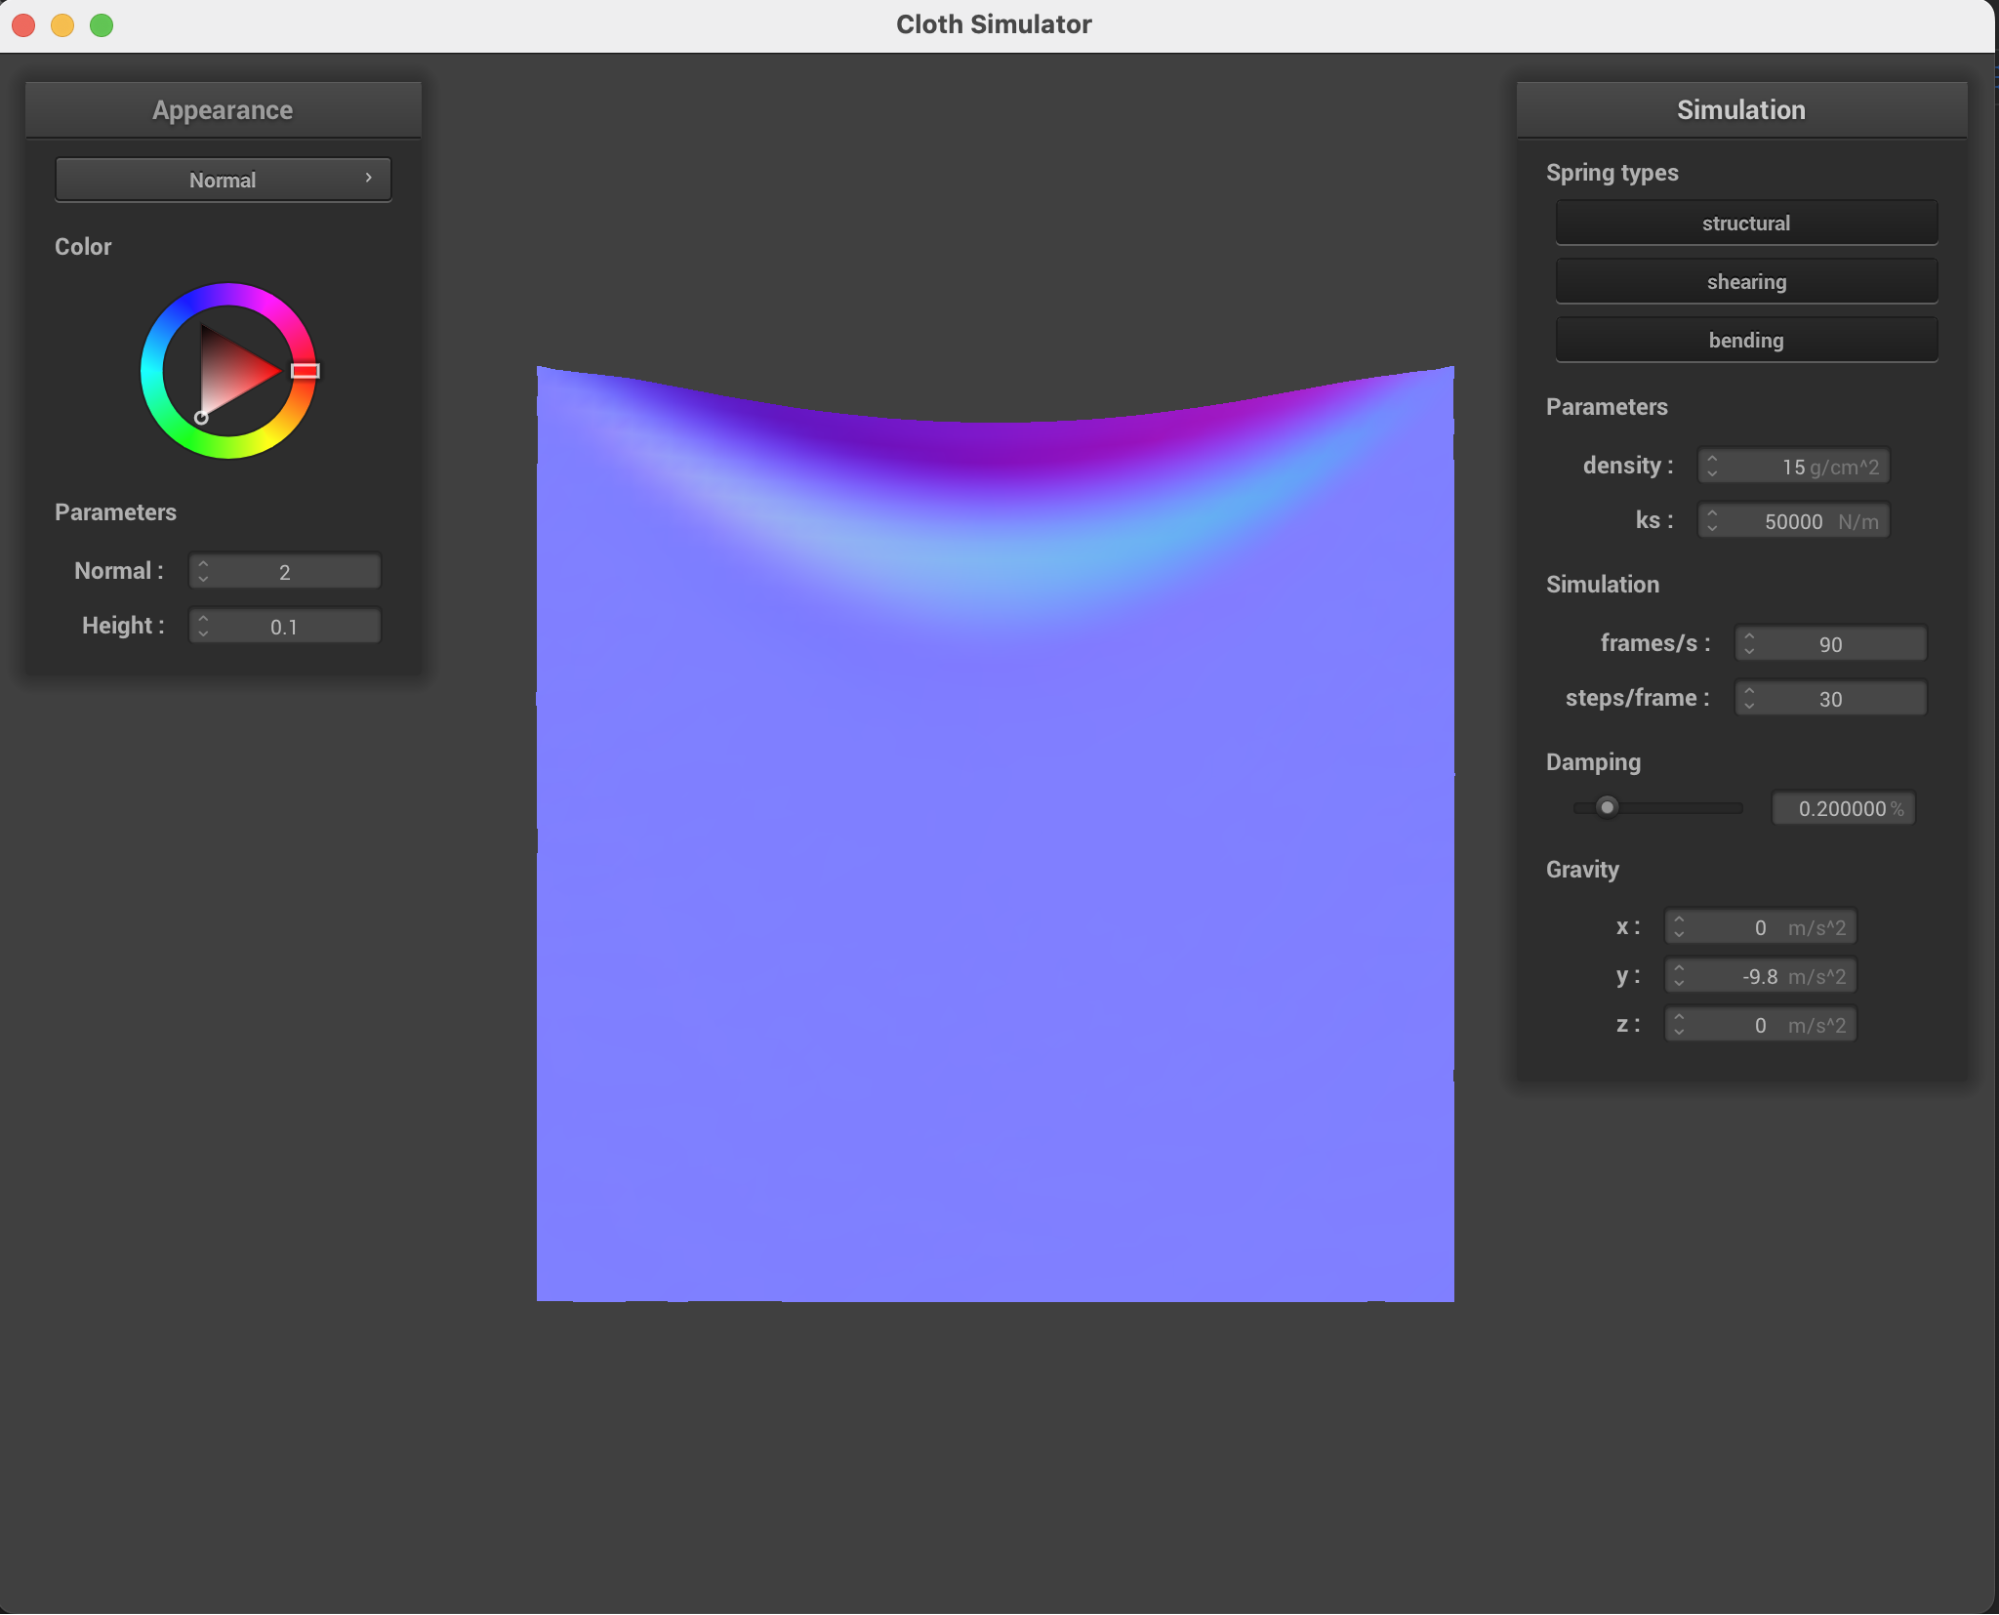 Cloth Simulator
Appearance
Normal
Color
Parameters
Normal : 2
Height : 0.1
Simulation
Spring types
structural
shearing
bending
Parameters
density : 15 g/cm^2
ks : 50000 N/m
Simulation
frames/s : 90
steps/frame : 30
Damping
0.200000 %
Gravity
x : 0 m/s^2
y : -9.8 m/s^2
z : 0 m/s^2